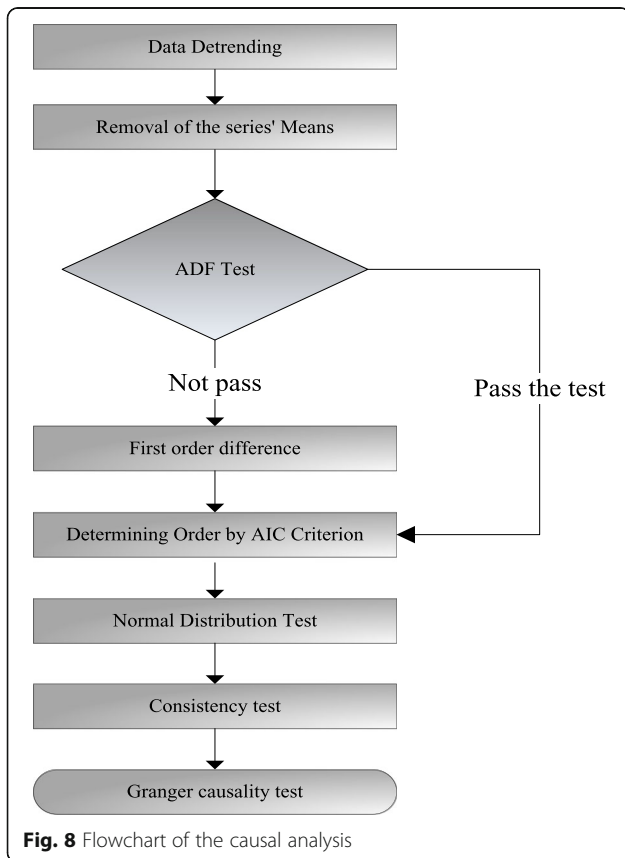 Data Detrending
Removal of the series' Means
ADF Test
Not pass
Pass the test
First order difference
Determining Order by AIC Criterion
Normal Distribution Test
Consistency test
Granger causality test
Fig. 8 Flowchart of the causal analysis